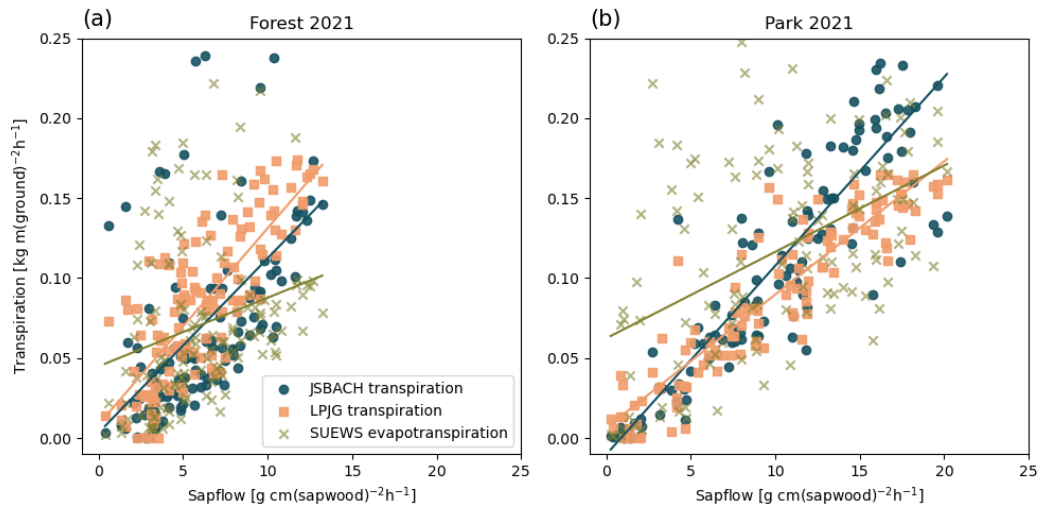 (a)
Forest 2021
(b)
Park 2021
Transpiration [kg m(ground)⁻²h⁻¹]
0.25
0.20
0.15
0.10
0.05
0.00
JSBACH transpiration
LPJG transpiration
SUEWS evapotranspiration
0 5 10 15 20 25
Sapflow [g cm(sapwood)⁻²h⁻¹]
0.25
0.20
0.15
0.10
0.05
0.00
0 5 10 15 20 25
Sapflow [g cm(sapwood)⁻²h⁻¹]